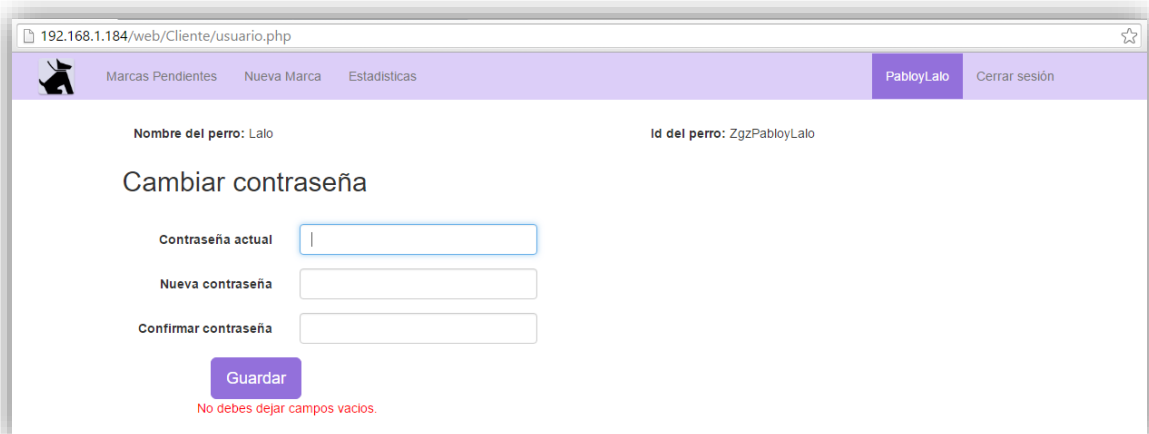 192.168.1.184/web/Cliente/usuario.php
Marcas Pendientes Nueva Marca Estadisticas PabloyLalo Cerrar sesión
Nombre del perro: Lalo Id del perro: ZgzPabloyLalo
Cambiar contraseña
Contraseña actual
Nueva contraseña
Confirmar contraseña
Guardar
No debes dejar campos vacios.